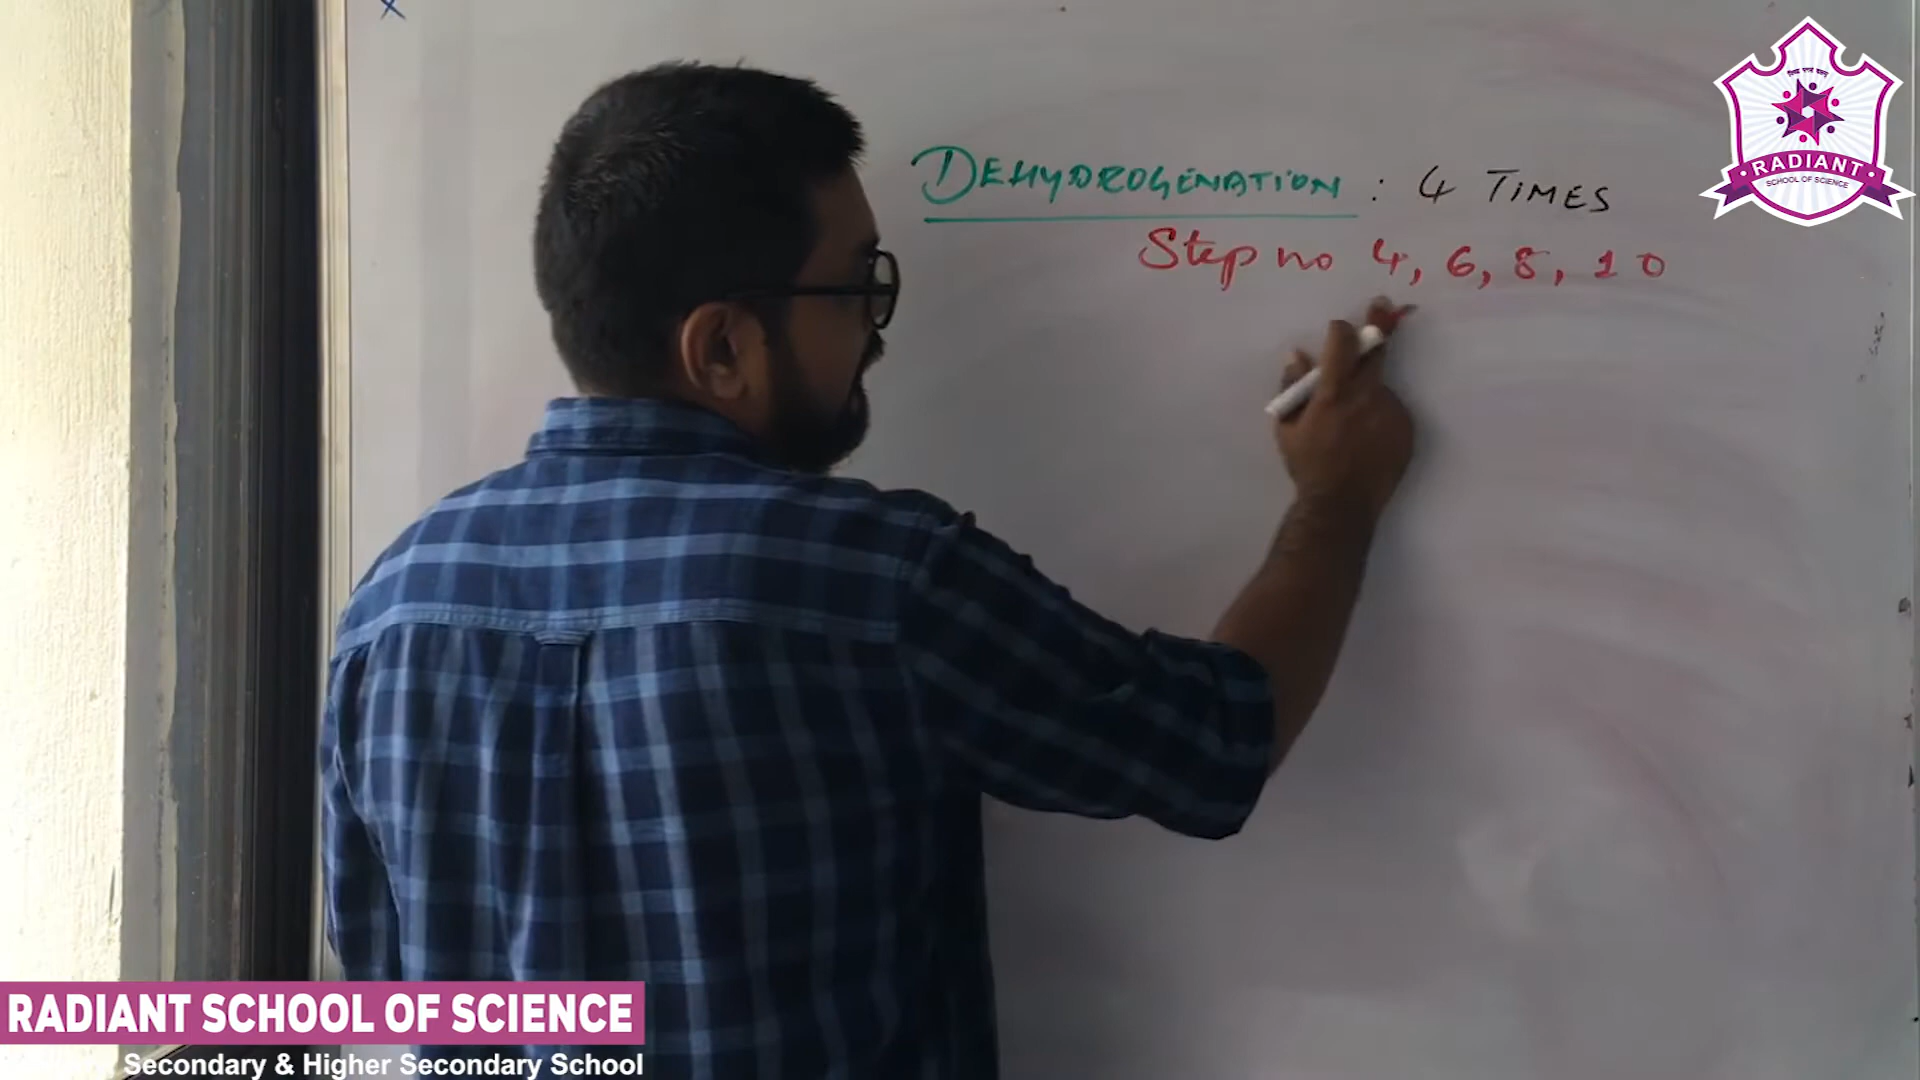 DEHYDROGENATION : 4 TIMES
Step no 4, 6, 8, 10
RADIANT
SCHOOL OF SCIENCE
RADIANT SCHOOL OF SCIENCE
Secondary & Higher Secondary School